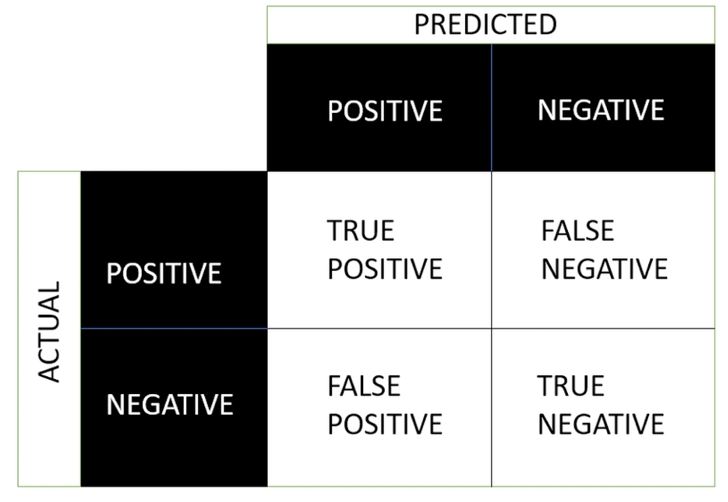 PREDICTED
POSITIVE
NEGATIVE
ACTUAL
POSITIVE
TRUE
POSITIVE
FALSE
NEGATIVE
NEGATIVE
FALSE
POSITIVE
TRUE
NEGATIVE